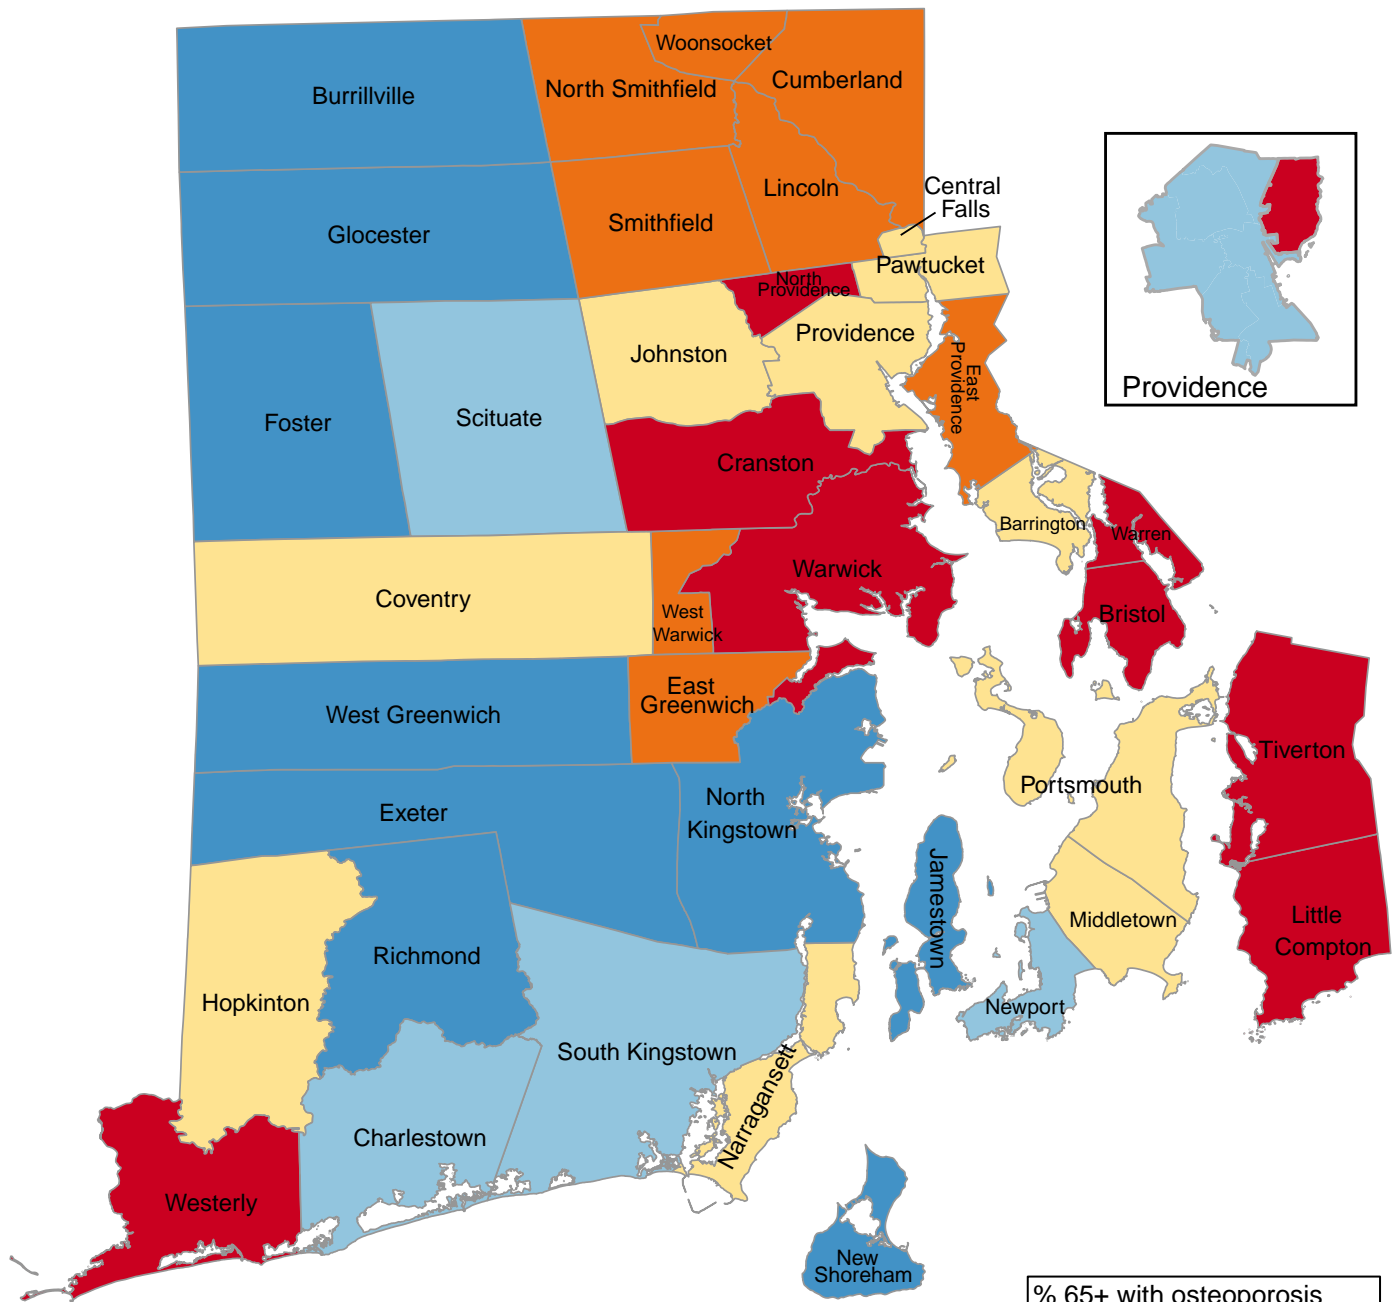 Woonsocket
Burrillville
North Smithfield
Cumberland
Glocester
Smithfield
Lincoln
Central
Falls
Pawtucket
North
Providence
Johnston
Providence
East
Providence
Providence
Foster
Scituate
Cranston
Barrington
Warren
Warwick
Coventry
West
Warwick
Bristol
West Greenwich
East
Greenwich
Tiverton
Portsmouth
Exeter
North
Kingstown
Jamestown
Middletown
Little
Compton
Richmond
Hopkinton
Newport
South Kingstown
Narragansett
Charlestown
Westerly
New
Shoreham
% 65+ with osteoporosis